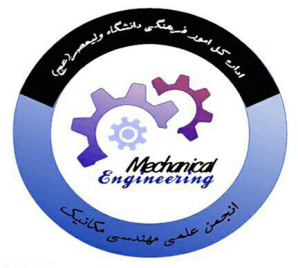 اداره کل امور فرهنگی دانشگاه ولیعصر (عج)
Mechanical
Engineering
انجمن علمی مهندسی مکانیک